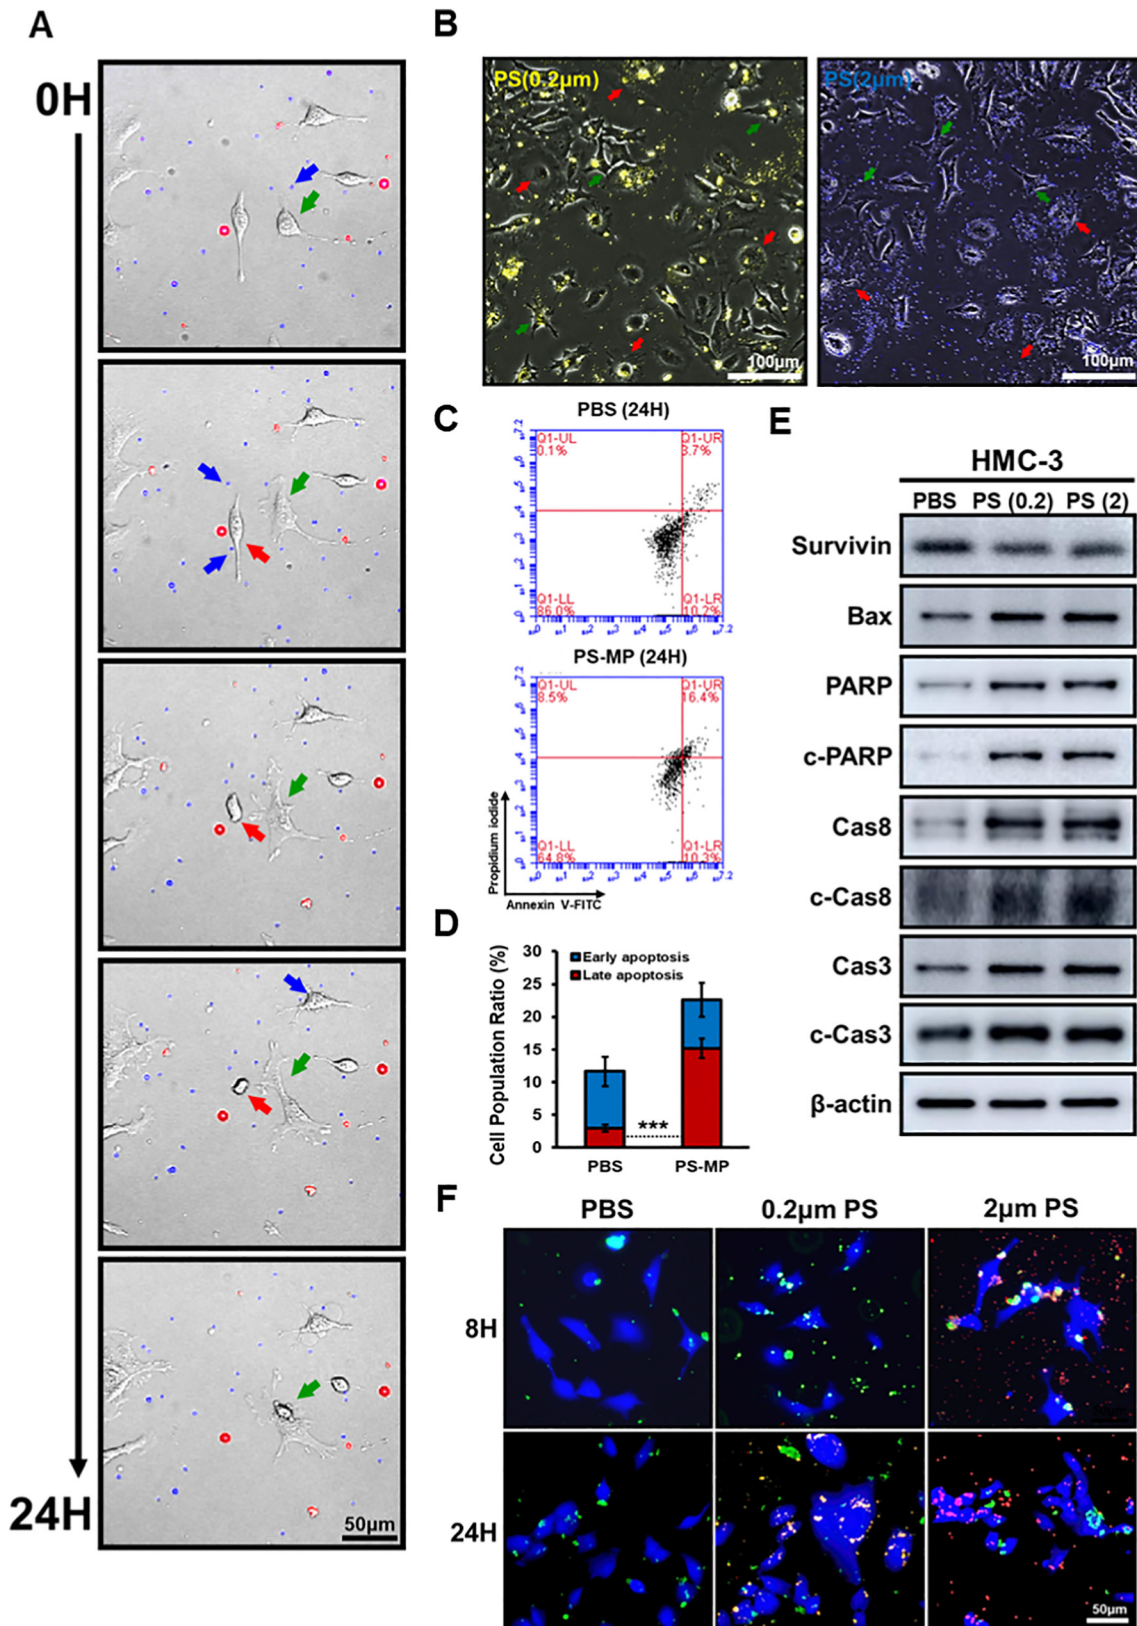 A
0H
24H
50µm
B
PS(0.2µm)
100µm
PS(2µm)
100µm
C
PBS (24H)
Q1-UL
0.1%
Q1-UR
3.7%
Q1-LL
86.0%
Q1-LR
10.2%
PS-MP (24H)
Q1-UL
8.5%
Q1-UR
16.4%
Q1-LL
64.8%
Q1-LR
10.3%
Propidium iodide
Annexin V-FITC
D
Cell Population Ratio (%)
30
25
20
15
10
5
0
Early apoptosis
Late apoptosis
***
PBS
PS-MP
E
HMC-3
PBS PS (0.2) PS (2)
Survivin
Bax
PARP
c-PARP
Cas8
c-Cas8
Cas3
c-Cas3
β-actin
F
PBS 0.2µm PS 2µm PS
8H
24H
50µm